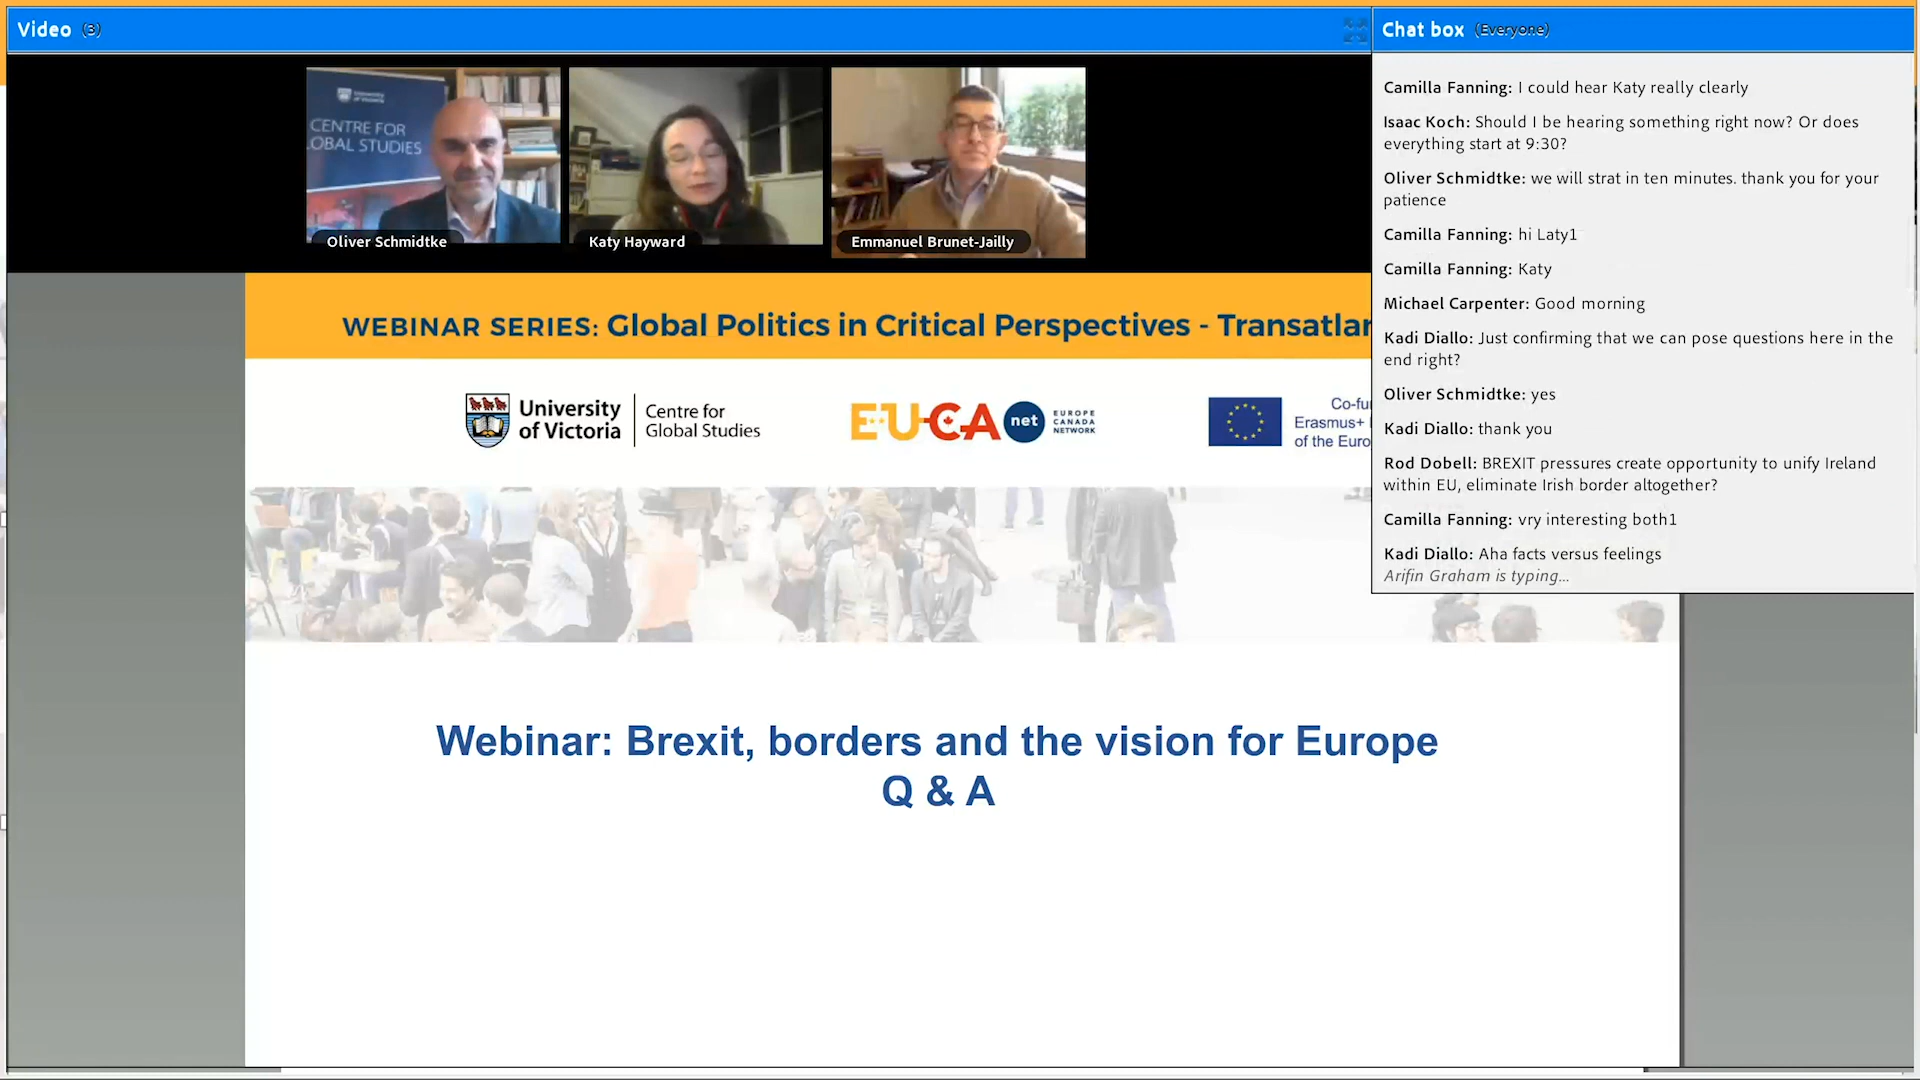 Video (3)
University
of Victoria
CENTRE FOR
OBAL STUDIES
Oliver Schmidtke
Katy Hayward
Emmanuel Brunet-Jailly
WEBINAR SERIES: Global Politics in Critical Perspectives -
University
of Victoria
Centre for
Global Studies
EU-CA net
EUROPE
CANADA
NETWORK
Erasmus+
of the
Webinar: Brexit, borders and the vision for Europe
Q & A
Chat box (Everyone)
Camilla Fanning: I could hear Katy really clearly
Isaac Koch: Should I be hearing something right now? Or does
everything start at 9:30?
Oliver Schmidtke: we will strat in ten minutes. thank you for your
patience
Camilla Fanning: hi Laty1
Camilla Fanning: Katy
Michael Carpenter: Good morning
Kadi Diallo: Just confirming that we can pose questions here in the
end right?
Oliver Schmidtke: yes
Kadi Diallo: thank you
Rod Dobell: BREXIT pressures create opportunity to unify Ireland
within EU, eliminate Irish border altogether?
Camilla Fanning: vry interesting both1
Kadi Diallo: Aha facts versus feelings
Arifin Graham is typing...